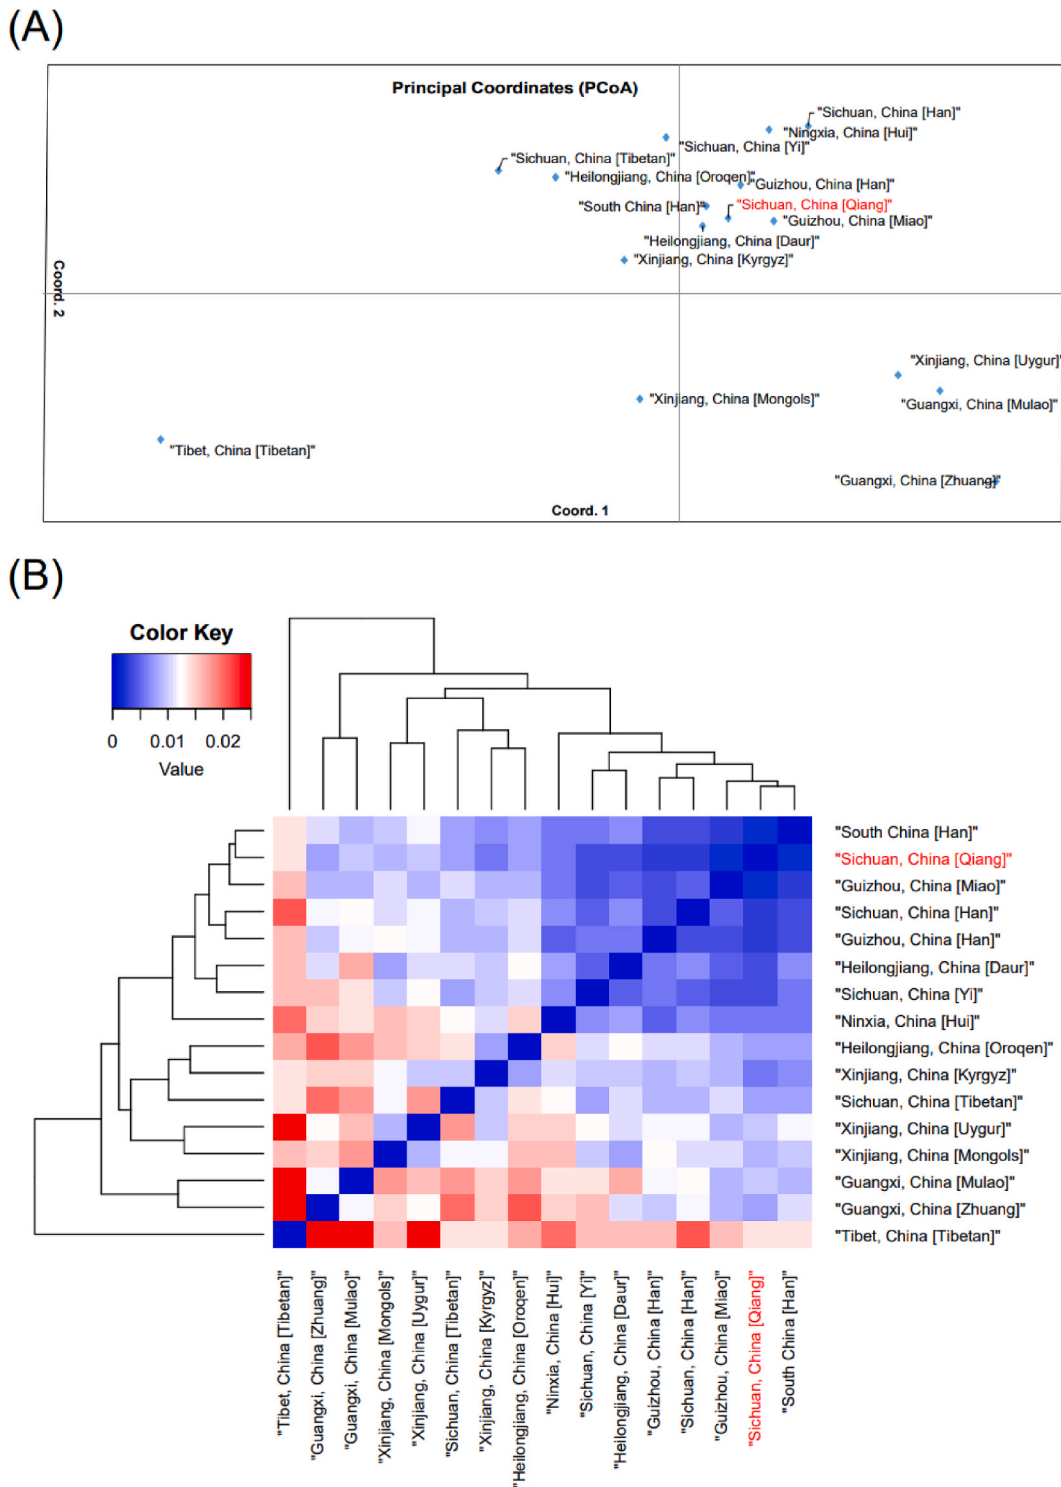 (A)
Principal Coordinates (PCoA)
"Sichuan, China [Han]"
"Ningxia, China [Hui]"
"Sichuan, China [Yi]"
"Sichuan, China [Tibetan]"
"Heilongjiang, China [Oroqen]"
"Guizhou, China [Han]"
"South China [Han]"
"Sichuan, China [Qiang]"
"Guizhou, China [Miao]"
"Heilongjiang, China [Daur]"
"Xinjiang, China [Kyrgyz]"
Coord. 2
"Xinjiang, China [Uygur]"
"Xinjiang, China [Mongols]"
"Guangxi, China [Mulao]"
"Tibet, China [Tibetan]"
"Guangxi, China [Zhuang]"
Coord. 1
(B)
Color Key
0 0.01 0.02
Value
"South China [Han]"
"Sichuan, China [Qiang]"
"Guizhou, China [Miao]"
"Sichuan, China [Han]"
"Guizhou, China [Han]"
"Heilongjiang, China [Daur]"
"Sichuan, China [Yi]"
"Ninxia, China [Hui]"
"Heilongjiang, China [Oroqen]"
"Xinjiang, China [Kyrgyz]"
"Sichuan, China [Tibetan]"
"Xinjiang, China [Uygur]"
"Xinjiang, China [Mongols]"
"Guangxi, China [Mulao]"
"Guangxi, China [Zhuang]"
"Tibet, China [Tibetan]"
"Tibet, China [Tibetan]"
"Guangxi, China [Zhuang]"
"Guangxi, China [Mulao]"
"Xinjiang, China [Mongols]"
"Xinjiang, China [Uygur]"
"Sichuan, China [Tibetan]"
"Xinjiang, China [Kyrgyz]"
"Heilongjiang, China [Oroqen]"
"Ninxia, China [Hui]"
"Sichuan, China [Yi]"
"Heilongjiang, China [Daur]"
"Guizhou, China [Han]"
"Sichuan, China [Han]"
"Guizhou, China [Miao]"
"Sichuan, China [Qiang]"
"South China [Han]"